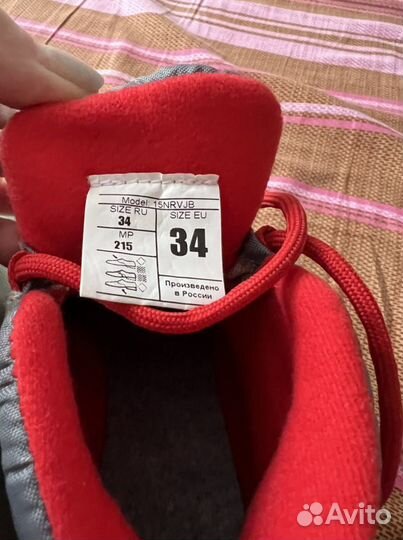 Model: 15NRVJB
SIZE RU
34
MP
215
SIZE EU
34
Произведено
в России
Avito